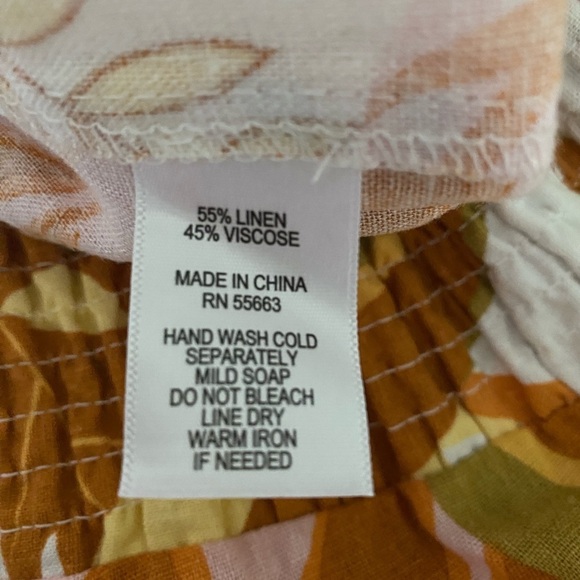 55% LINEN
45% VISCOSE
MADE IN CHINA
RN 55663
HAND WASH COLD
SEPARATELY
MILD SOAP
DO NOT BLEACH
LINE DRY
WARM IRON
IF NEEDED